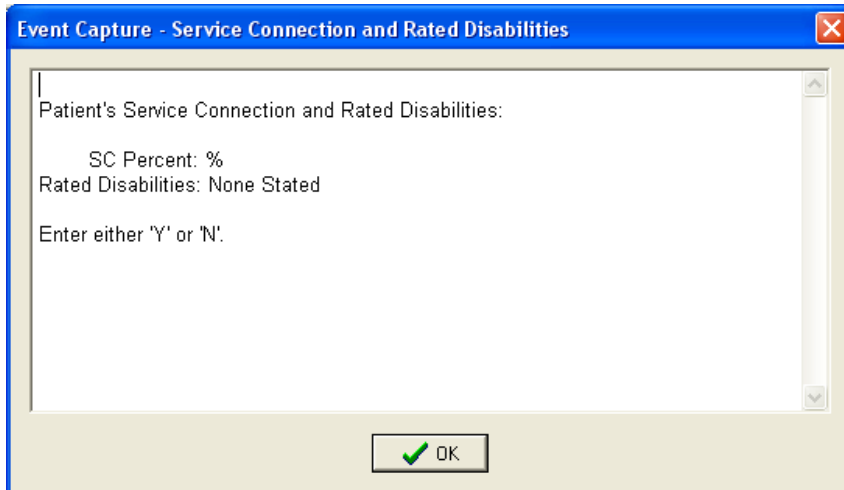 Event Capture - Service Connection and Rated Disabilities
Patient's Service Connection and Rated Disabilities:
SC Percent: %
Rated Disabilities: None Stated
Enter either 'Y' or 'N'.
OK